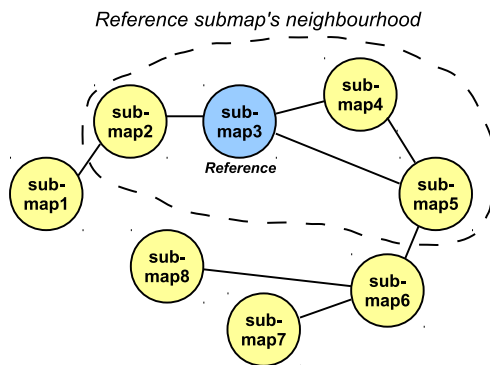 Reference submap's neighbourhood
sub-
map4
sub-
map2
sub-
map3
Reference
sub-
map1
sub-
map5
sub-
map8
sub-
map6
sub-
map7